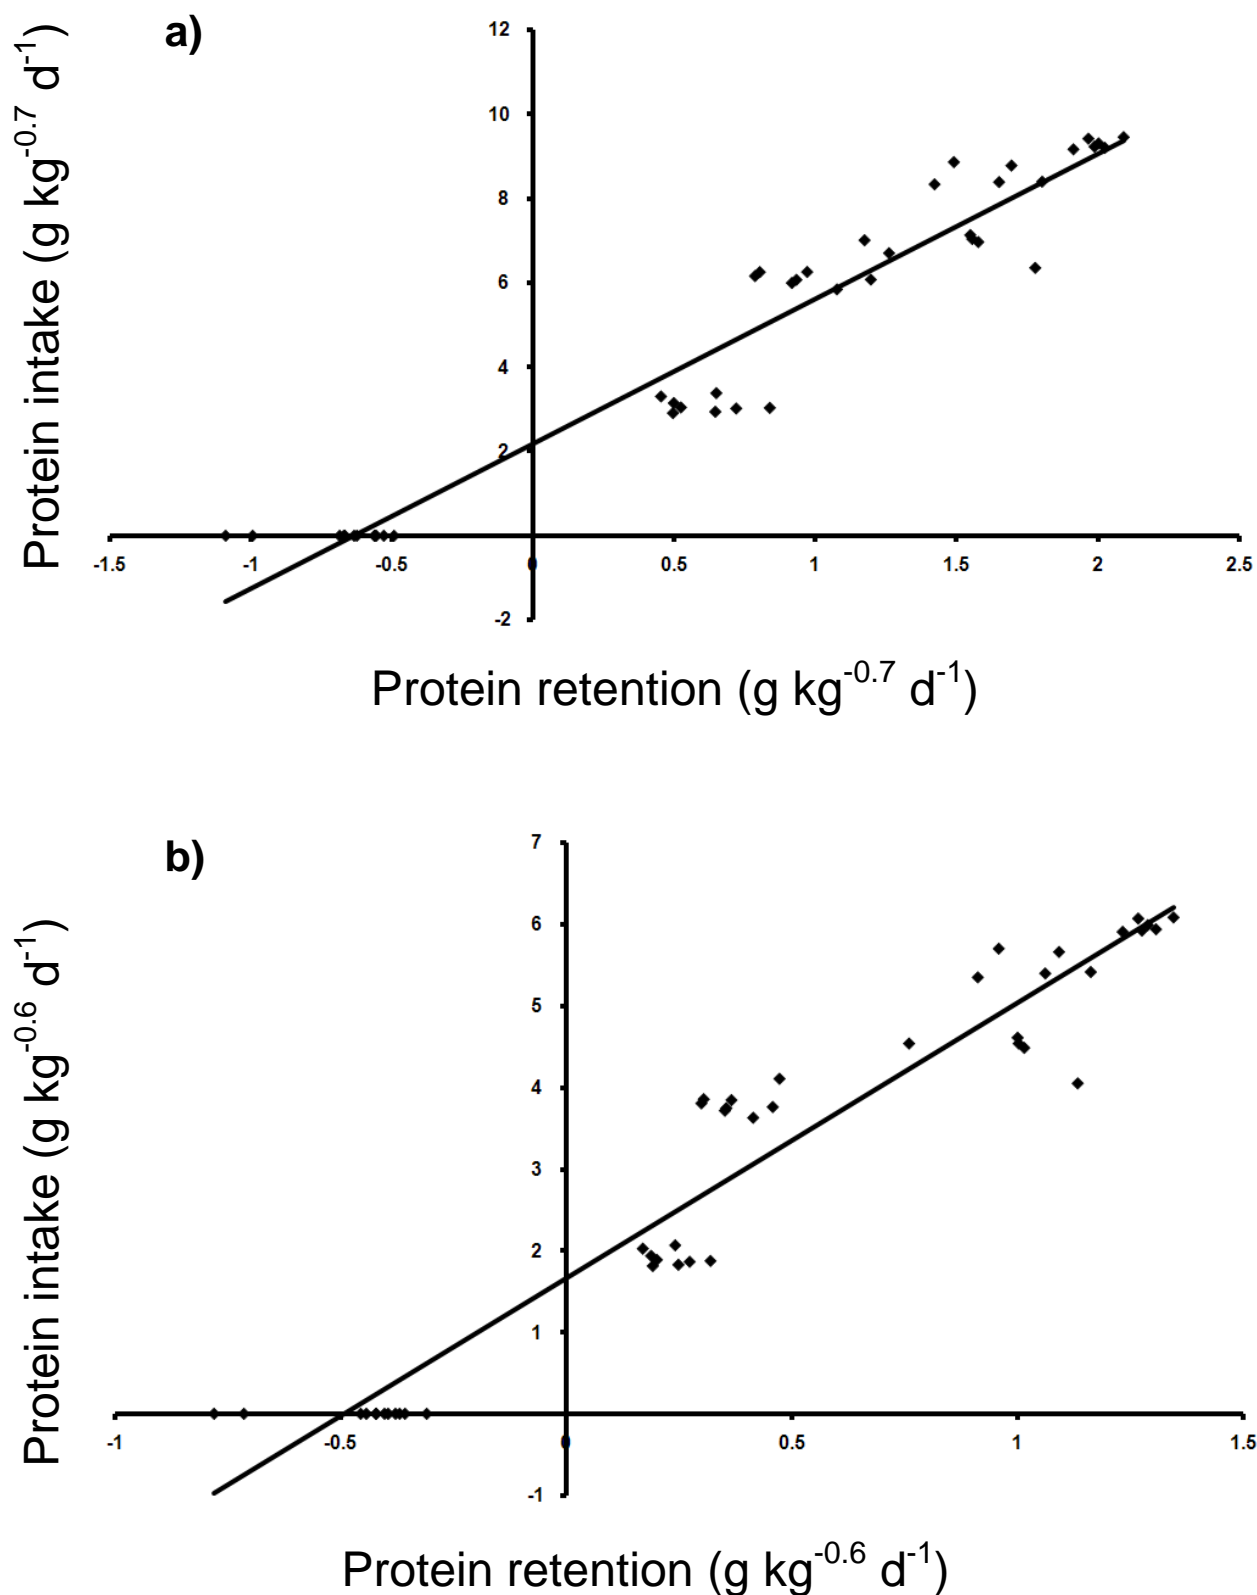 a)
Protein intake (g kg⁻⁰·⁷ d⁻¹)
12
10
8
6
4
2
-2
-1.5 -1 -0.5 0 0.5 1 1.5 2 2.5
Protein retention (g kg⁻⁰·⁷ d⁻¹)
b)
Protein intake (g kg⁻⁰·⁶ d⁻¹)
7
6
5
4
3
2
1
-1
-1 -0.5 0 0.5 1 1.5
Protein retention (g kg⁻⁰·⁶ d⁻¹)